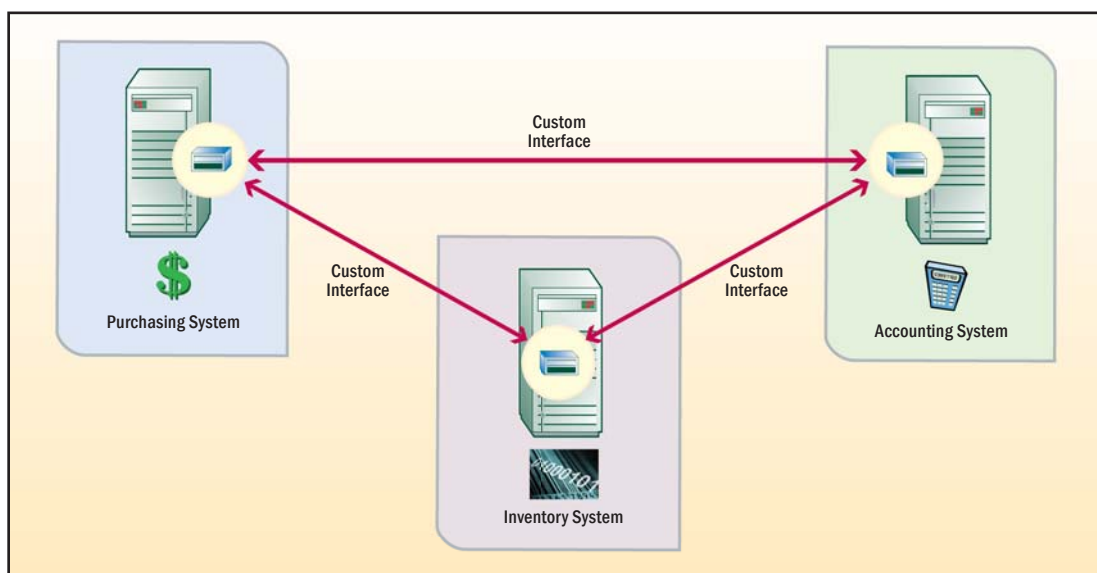 Custom
Interface
Custom
Interface
Custom
Interface
Purchasing System
Accounting System
Inventory System